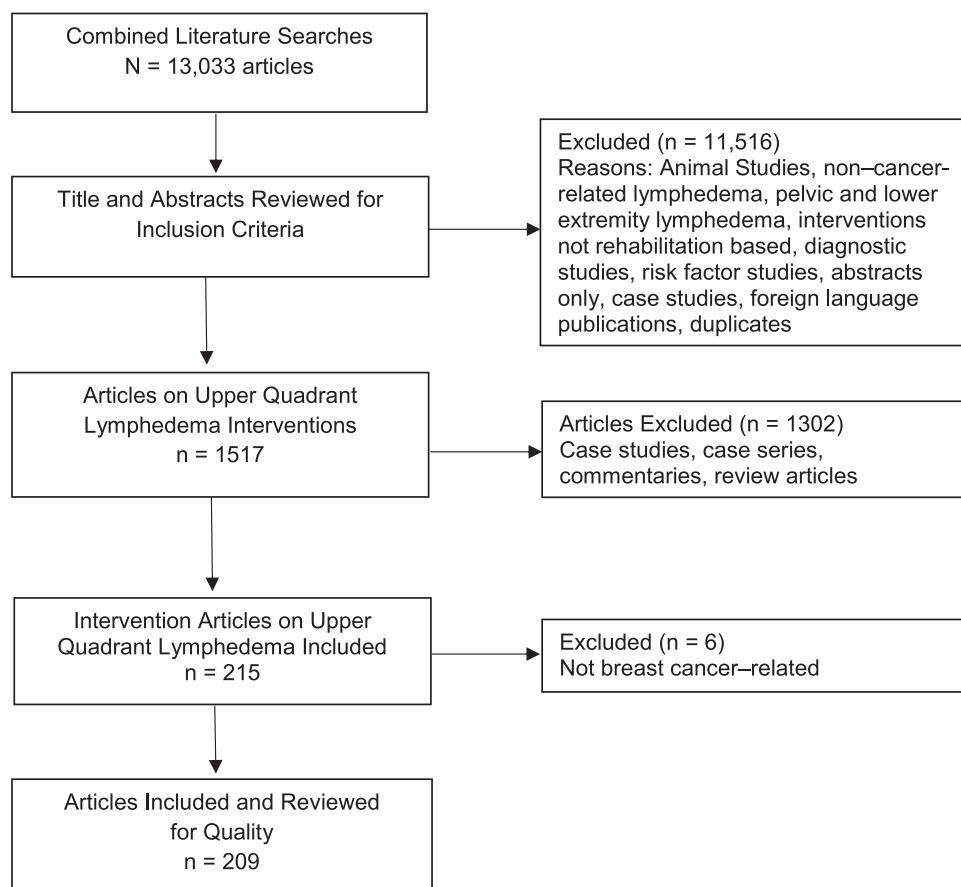 Combined Literature Searches
N = 13,033 articles
Excluded (n = 11,516)
Reasons: Animal Studies, non–cancer-
related lymphedema, pelvic and lower
extremity lymphedema, interventions
not rehabilitation based, diagnostic
studies, risk factor studies, abstracts
only, case studies, foreign language
publications, duplicates
Title and Abstracts Reviewed for
Inclusion Criteria
Articles on Upper Quadrant
Lymphedema Interventions
n = 1517
Articles Excluded (n = 1302)
Case studies, case series,
commentaries, review articles
Intervention Articles on Upper
Quadrant Lymphedema Included
n = 215
Excluded (n = 6)
Not breast cancer–related
Articles Included and Reviewed
for Quality
n = 209